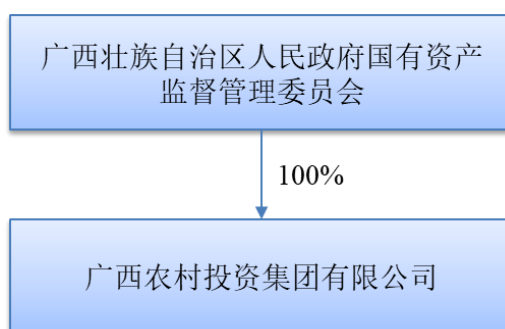 广西壮族自治区人民政府国有资产
监督管理委员会
100%
广西农村投资集团有限公司